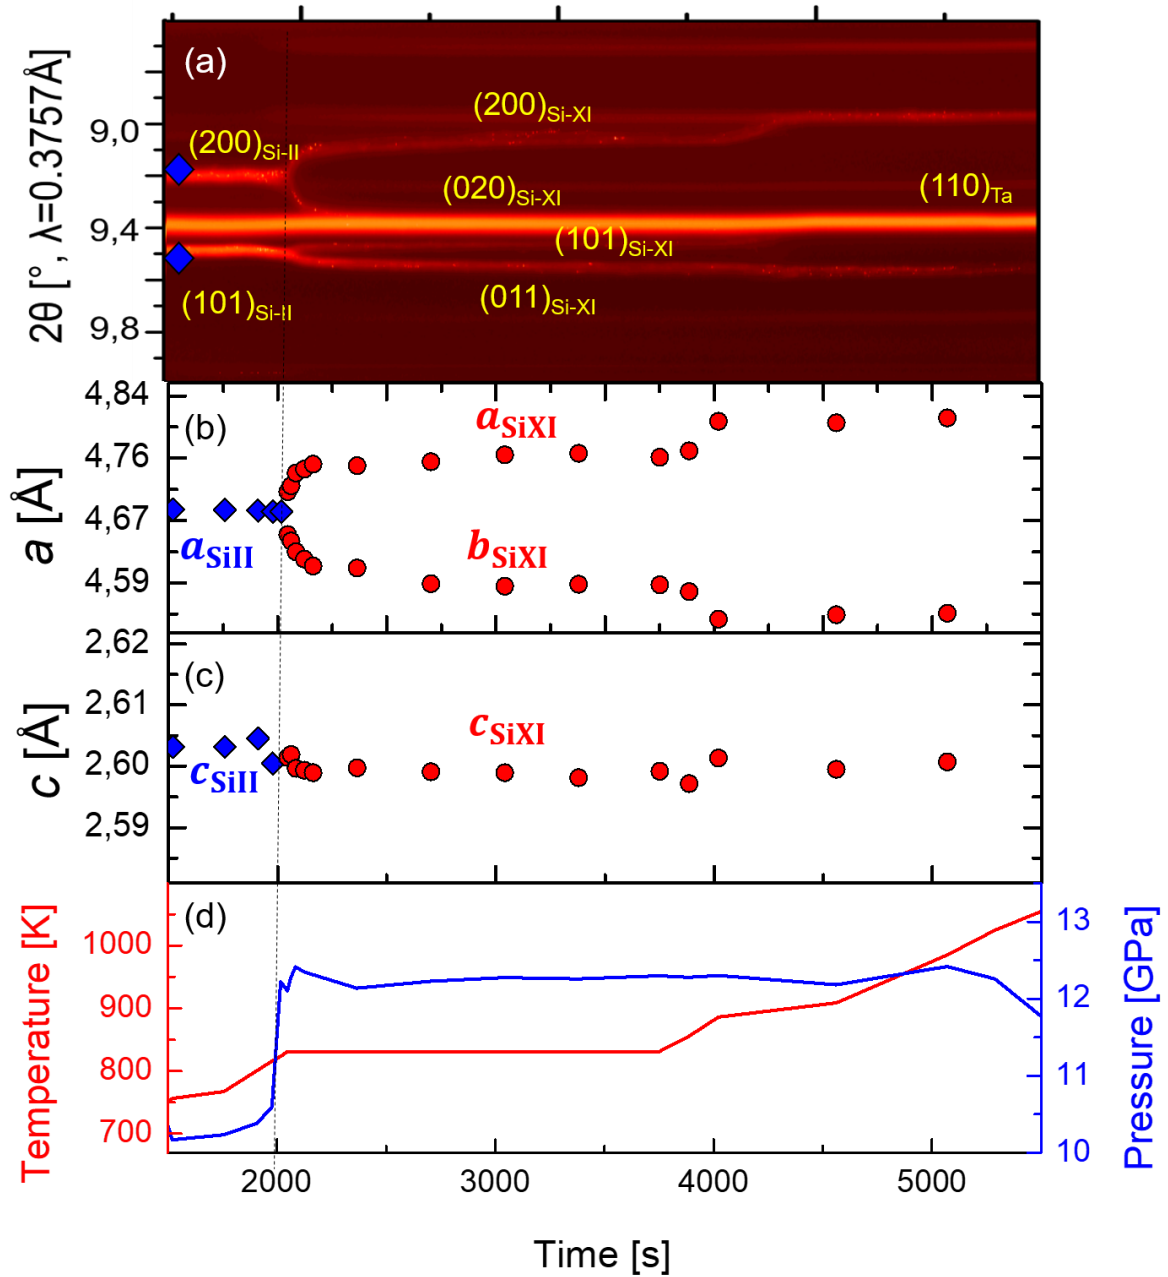 (a)
2θ [°, λ=0.3757Å]
9,0
9,4
9,8
(200)Si-XI
(200)Si-II
(020)Si-XI
(110)Ta
(101)Si-XI
(101)Si-II
(011)Si-XI
(b)
a [Å]
4,84
4,76
4,67
4,59
aSiXI
aSiII
bSiXI
(c)
c [Å]
2,62
2,61
2,60
2,59
cSiXI
cSiII
(d)
Temperature [K]
1000
900
800
700
Pressure [GPa]
13
12
11
10
2000 3000 4000 5000
Time [s]